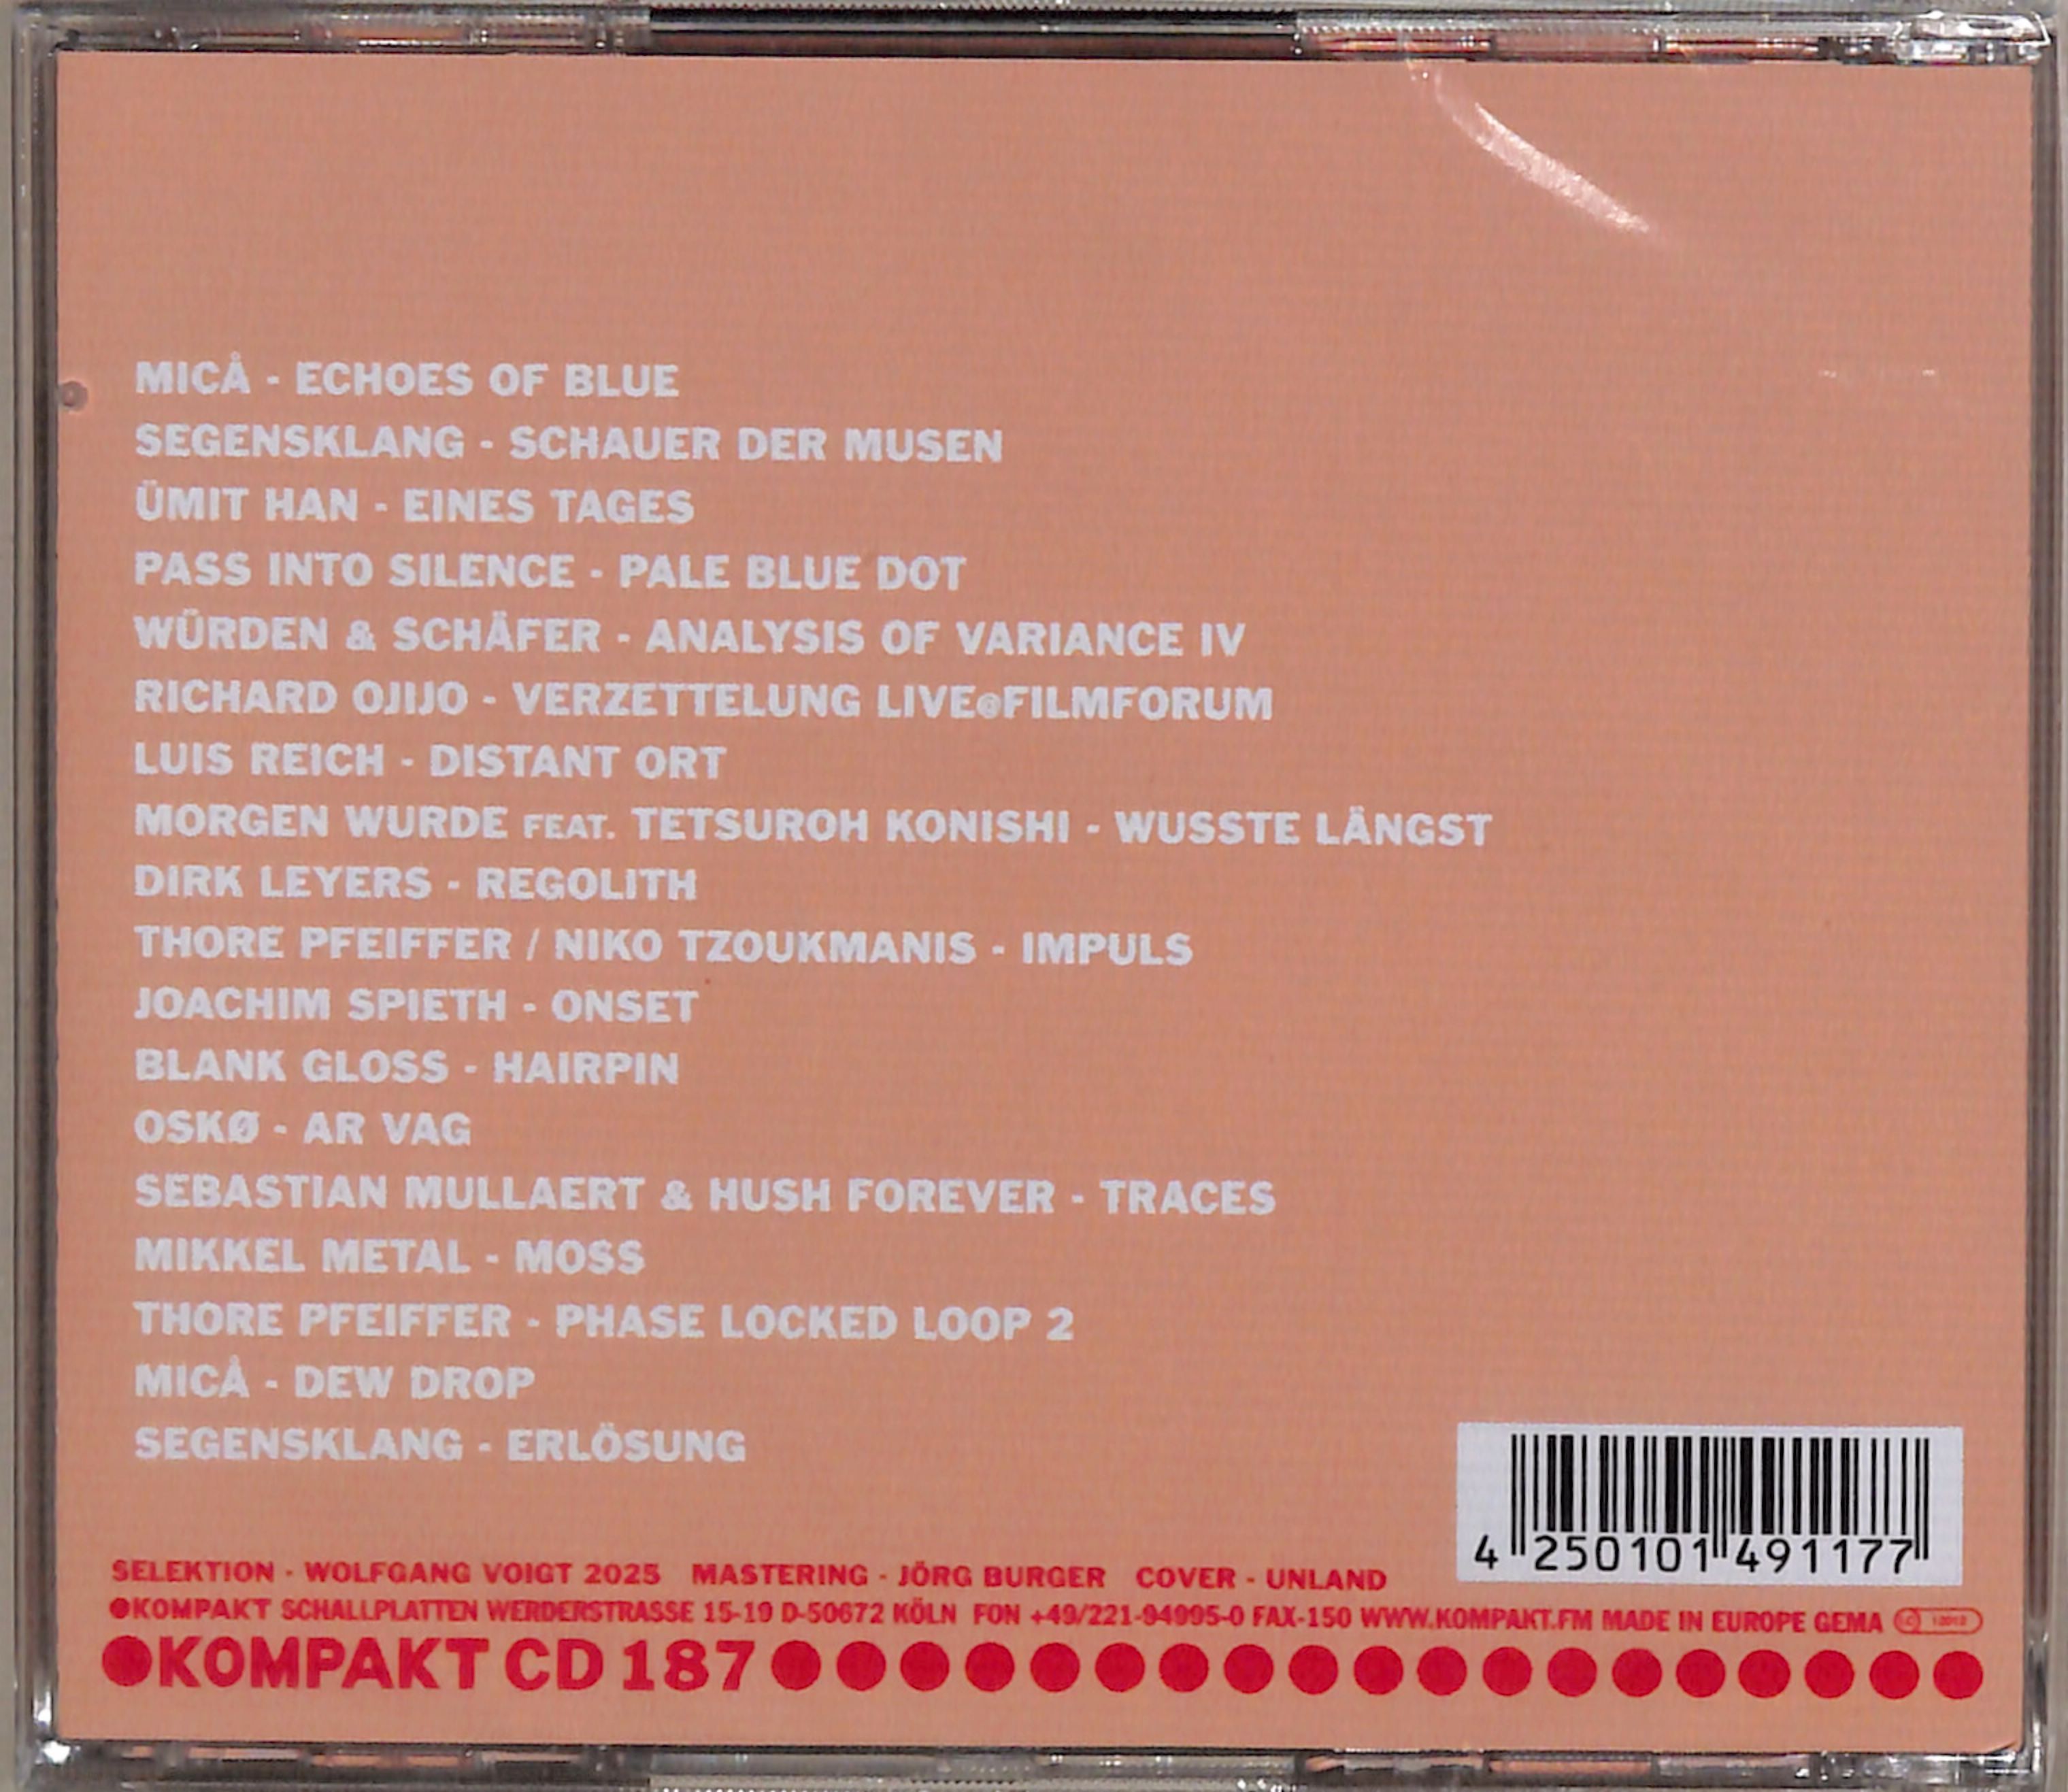 MICÅ - ECHOES OF BLUE
SEGENSKLANG - SCHAUER DER MUSEN
ÜMIT HAN - EINES TAGES
PASS INTO SILENCE - PALE BLUE DOT
WÜRDEN & SCHÄFER - ANALYSIS OF VARIANCE IV
RICHARD OJIJO - VERZETTELUNG LIVE@FILMFORUM
LUIS REICH - DISTANT ORT
MORGEN WURDE FEAT. TETSUROH KONISHI - WUSSTE LÄNGST
DIRK LEYERS - REGOLITH
THORE PFEIFFER / NIKO TZOUKMANIS - IMPULS
JOACHIM SPIETH - ONSET
BLANK GLOSS - HAIRPIN
OSKØ - AR VAG
SEBASTIAN MULLAERT & HUSH FOREVER - TRACES
MIKKEL METAL - MOSS
THORE PFEIFFER - PHASE LOCKED LOOP 2
MICÅ - DEW DROP
SEGENSKLANG - ERLÖSUNG
4 250101 491177
SELEKTION - WOLFGANG VOIGT 2025 MASTERING - JÖRG BURGER COVER - UNLAND
●KOMPAKT SCHALLPLATTEN WERDERSTRASSE 15-19 D-50672 KÖLN FON +49/221-94995-0 FAX-150 WWW.KOMPAKT.FM MADE IN EUROPE GEMA LC
●KOMPAKT CD 187